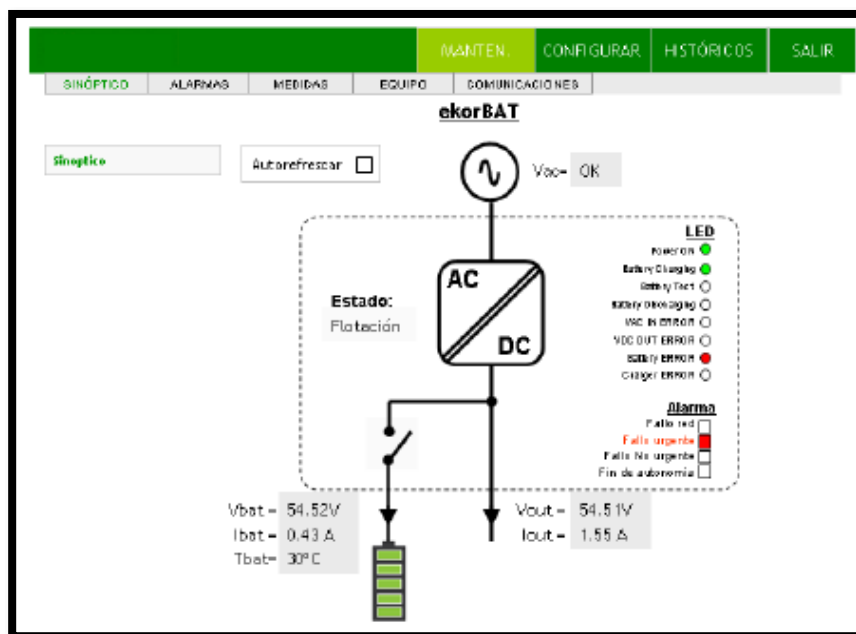 MANTEN. CONFIGURAR HISTÓRICOS SALIR
SINÓPTICO ALARMAS MEDIDAS EQUIPO COMUNICACIONES
ekorBAT
Sinoptico
Autorefrescar
Vac= OK
LED
Power ON
Battery Charging
Battery Test
Battery Discharging
VAC IN ERROR
VDC OUT ERROR
Battery ERROR
Charger ERROR
AC
DC
Estado:
Flotación
Alarma
Fallo red
Fallo urgente
Fallo No urgente
Fin de autonomía
Vbat = 54.52V
Ibat = 0.43 A
Tbat= 30ºC
Vout = 54.51V
Iout = 1.55 A